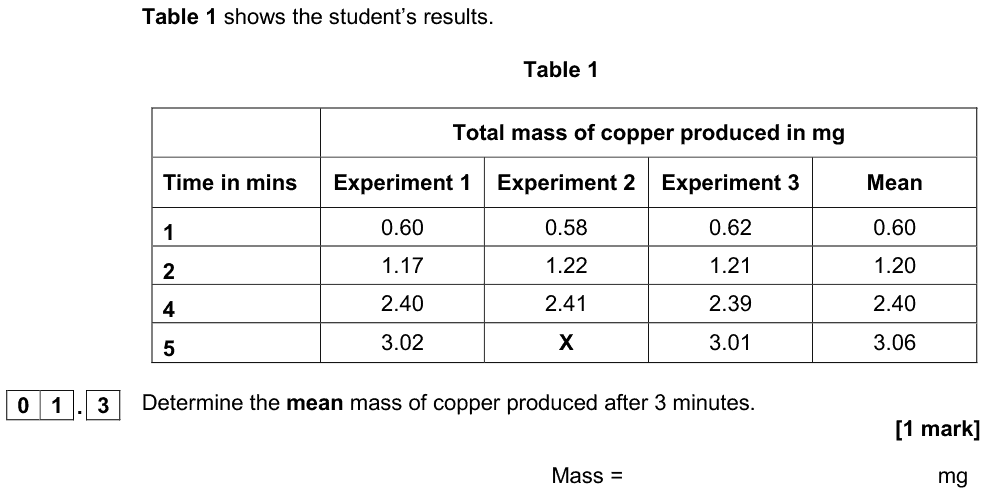 Table 1 shows the student’s results.
Table 1
Total mass of copper produced in mg
Time in mins Experiment 1 Experiment 2 Experiment 3 Mean
1 0.60 0.58 0.62 0.60
2 1.17 1.22 1.21 1.20
4 2.40 2.41 2.39 2.40
5 3.02 X 3.01 3.06
0 1 . 3 Determine the mean mass of copper produced after 3 minutes.
[1 mark]
Mass = mg